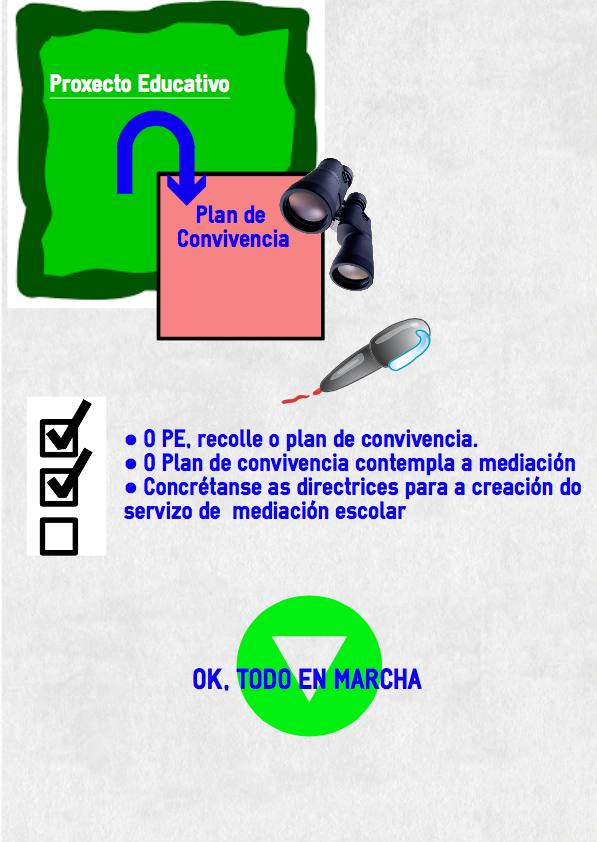 Proxecto Educativo
Plan de
Convivencia
● O PE, recolle o plan de convivencia.
● O Plan de convivencia contempla a mediación
● Concrétanse as directrices para a creación do
servizo de  mediación escolar
OK, TODO EN MARCHA